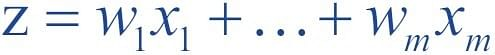 z = w₁x₁ + ... + wₘxₘ